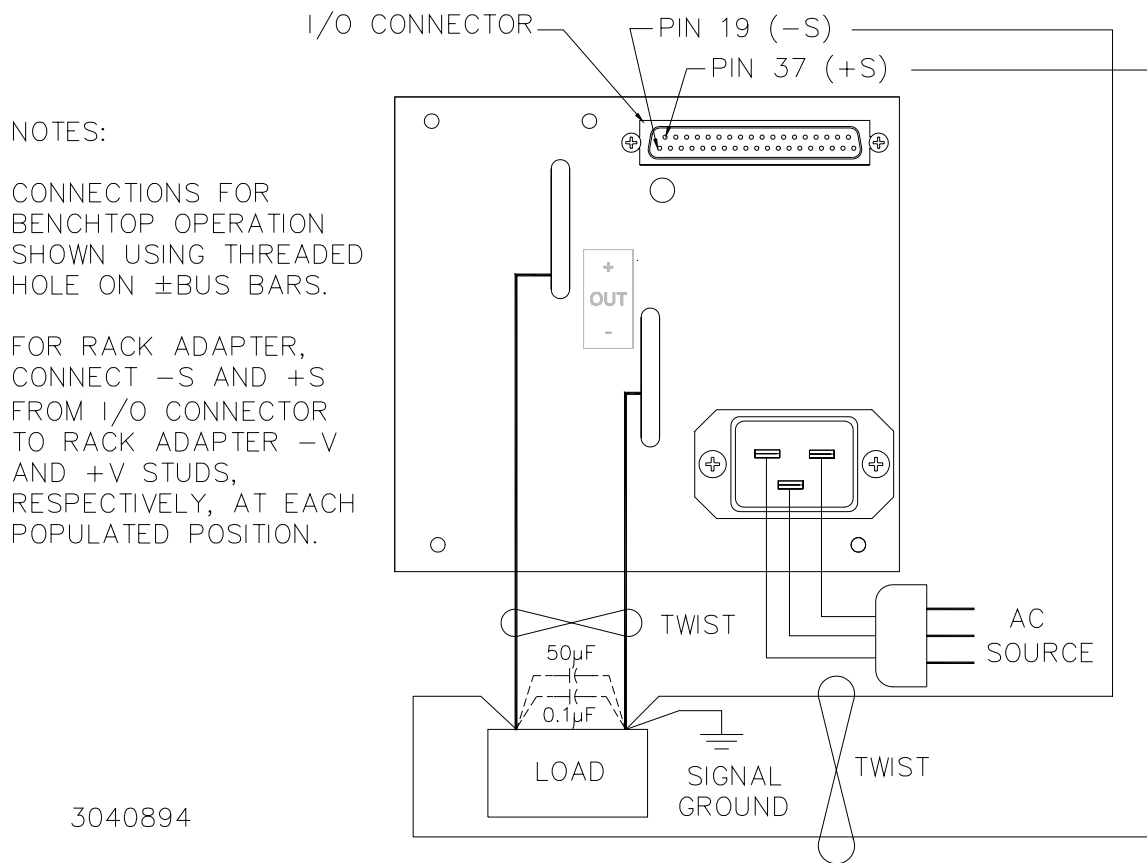 I/O CONNECTOR
PIN 19 (−S)
PIN 37 (+S)
NOTES:
CONNECTIONS FOR
BENCHTOP OPERATION
SHOWN USING THREADED
HOLE ON ±BUS BARS.
FOR RACK ADAPTER,
CONNECT −S AND +S
FROM I/O CONNECTOR
TO RACK ADAPTER −V
AND +V STUDS,
RESPECTIVELY, AT EACH
POPULATED POSITION.
+
OUT
-
TWIST
AC
SOURCE
50µF
0.1µF
LOAD
SIGNAL
GROUND
TWIST
3040894